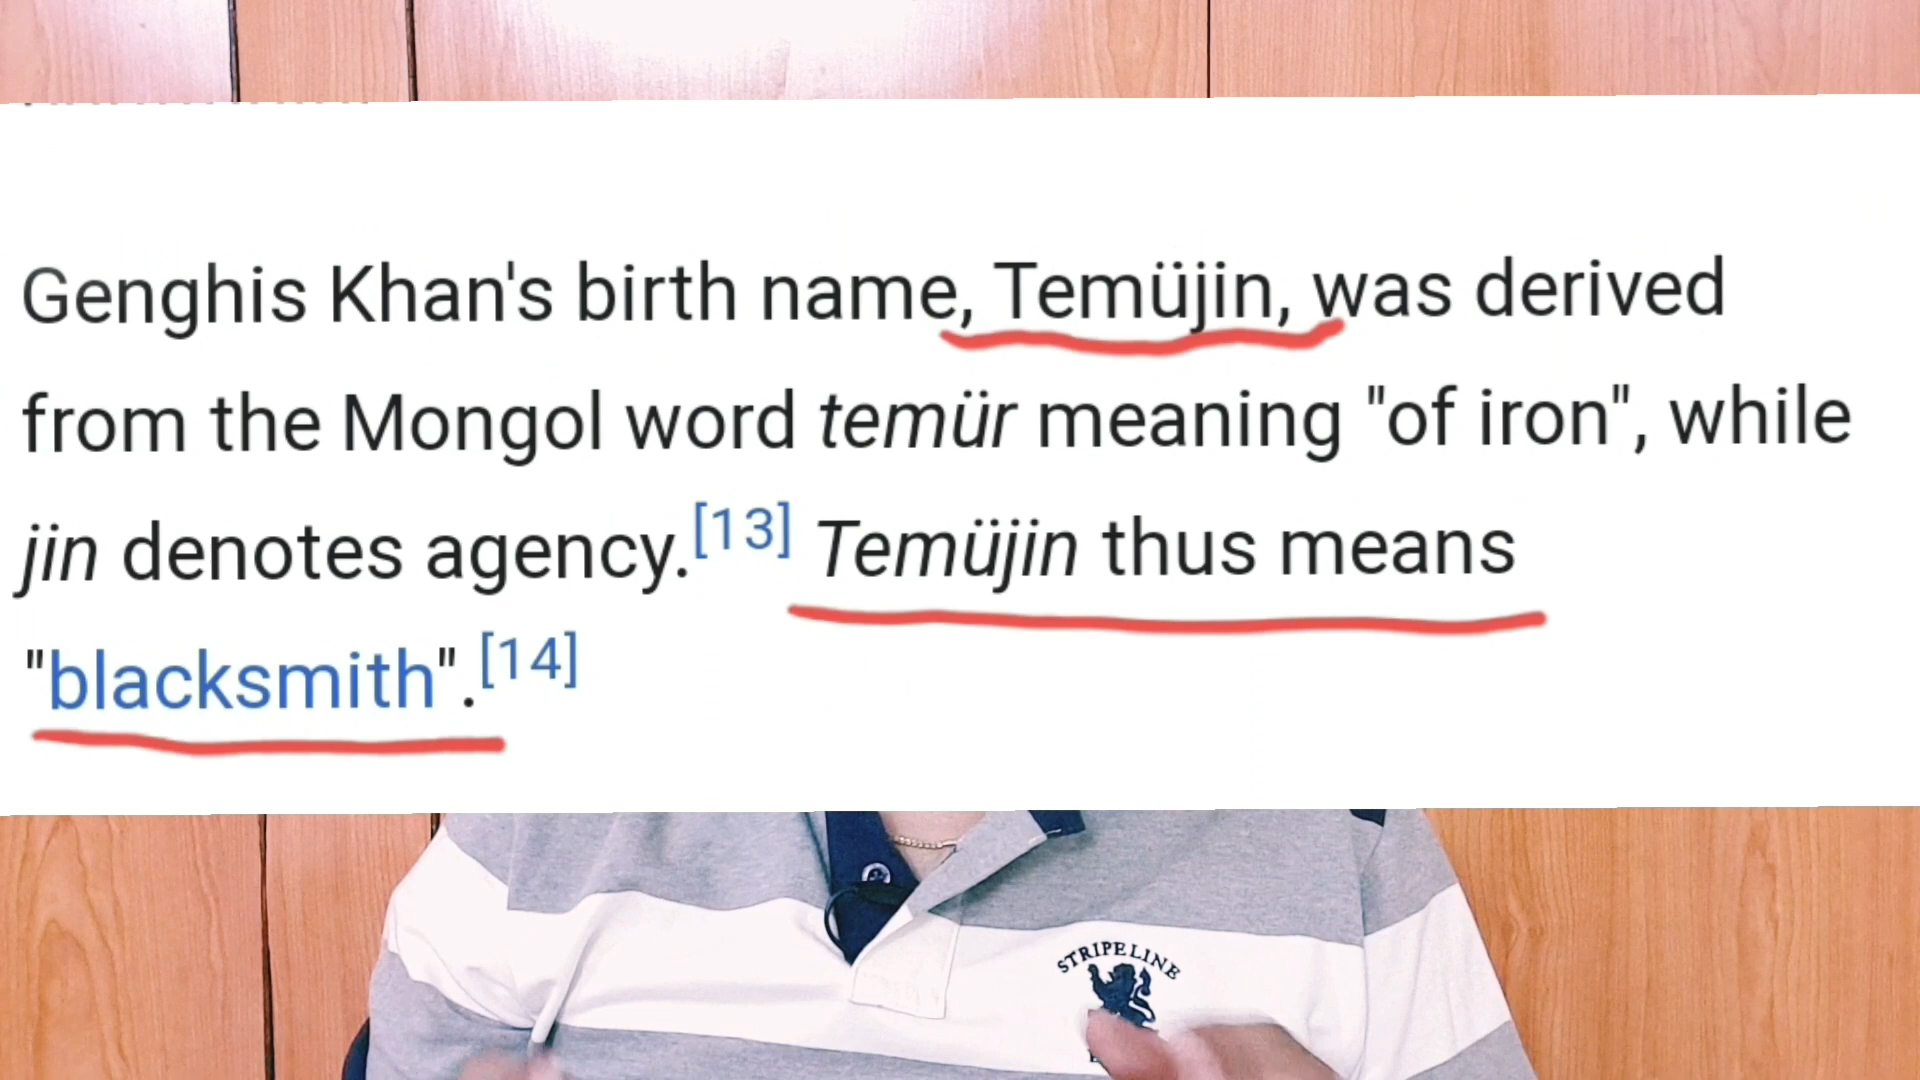 Genghis Khan's birth name, Temüjin, was derived
from the Mongol word temür meaning "of iron", while
jin denotes agency.[13] Temüjin thus means
"blacksmith".[14]
STRIPELINE